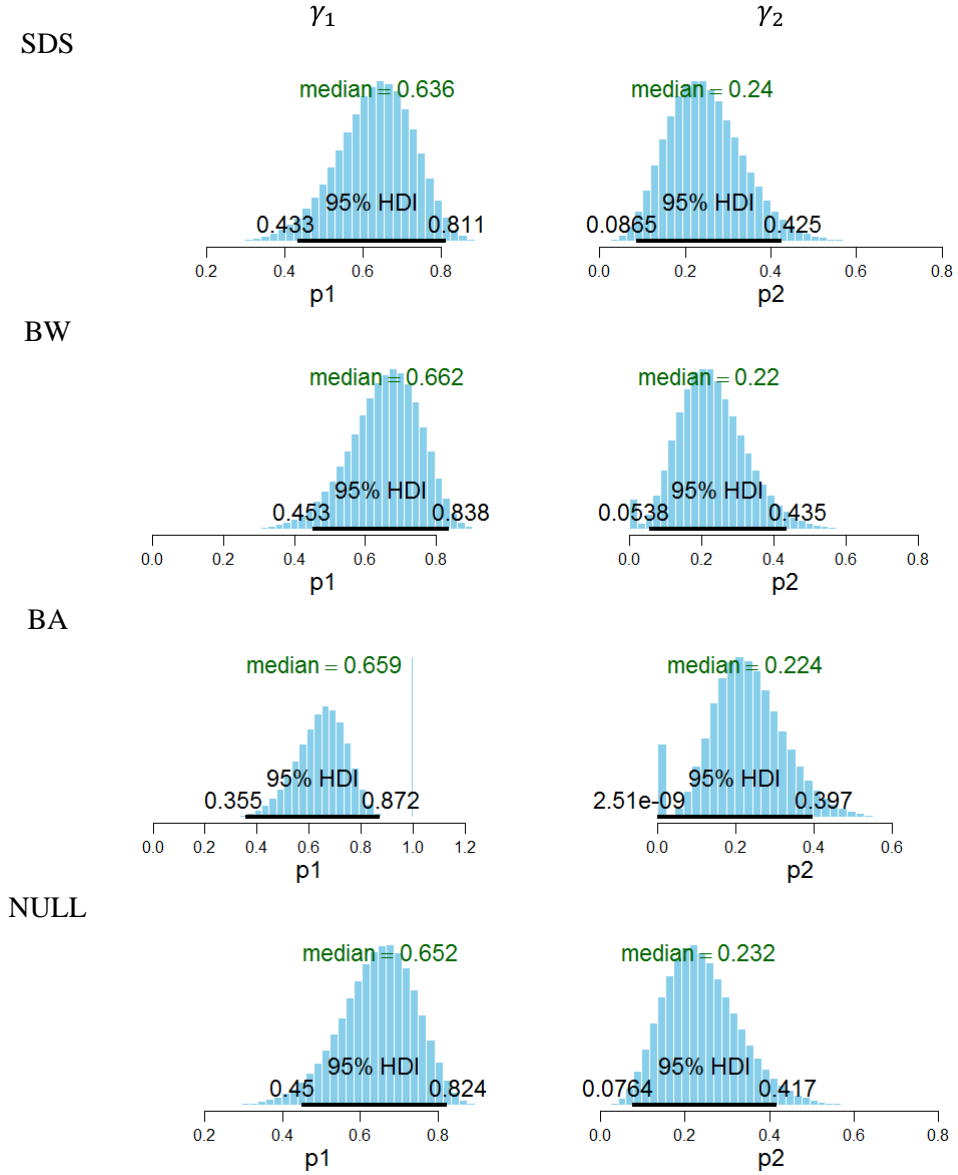 γ₁ γ₂
SDS
median = 0.636 median = 0.24
95% HDI 95% HDI
0.433 0.811 0.0865 0.425
0.2 0.4 0.6 0.8 0.0 0.2 0.4 0.6 0.8
p1 p2
BW
median = 0.662 median = 0.22
95% HDI 95% HDI
0.453 0.838 0.0538 0.435
0.0 0.2 0.4 0.6 0.8 0.0 0.2 0.4 0.6 0.8
p1 p2
BA
median = 0.659 median = 0.224
95% HDI 95% HDI
0.355 0.872 2.51e-09 0.397
0.0 0.2 0.4 0.6 0.8 1.0 1.2 0.0 0.2 0.4 0.6
p1 p2
NULL
median = 0.652 median = 0.232
95% HDI 95% HDI
0.45 0.824 0.0764 0.417
0.2 0.4 0.6 0.8 0.0 0.2 0.4 0.6 0.8
p1 p2